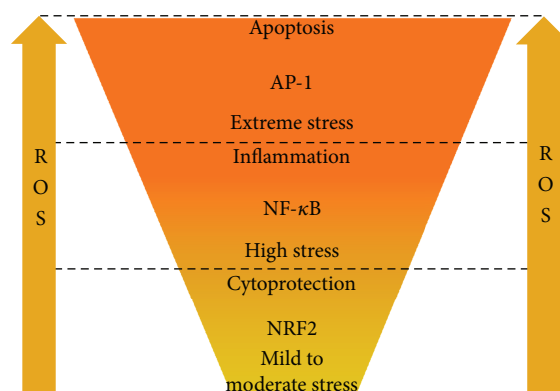 Apoptosis
AP-1
Extreme stress
Inflammation
NF-κB
High stress
Cytoprotection
NRF2
Mild to
moderate stress
R
O
S
R
O
S